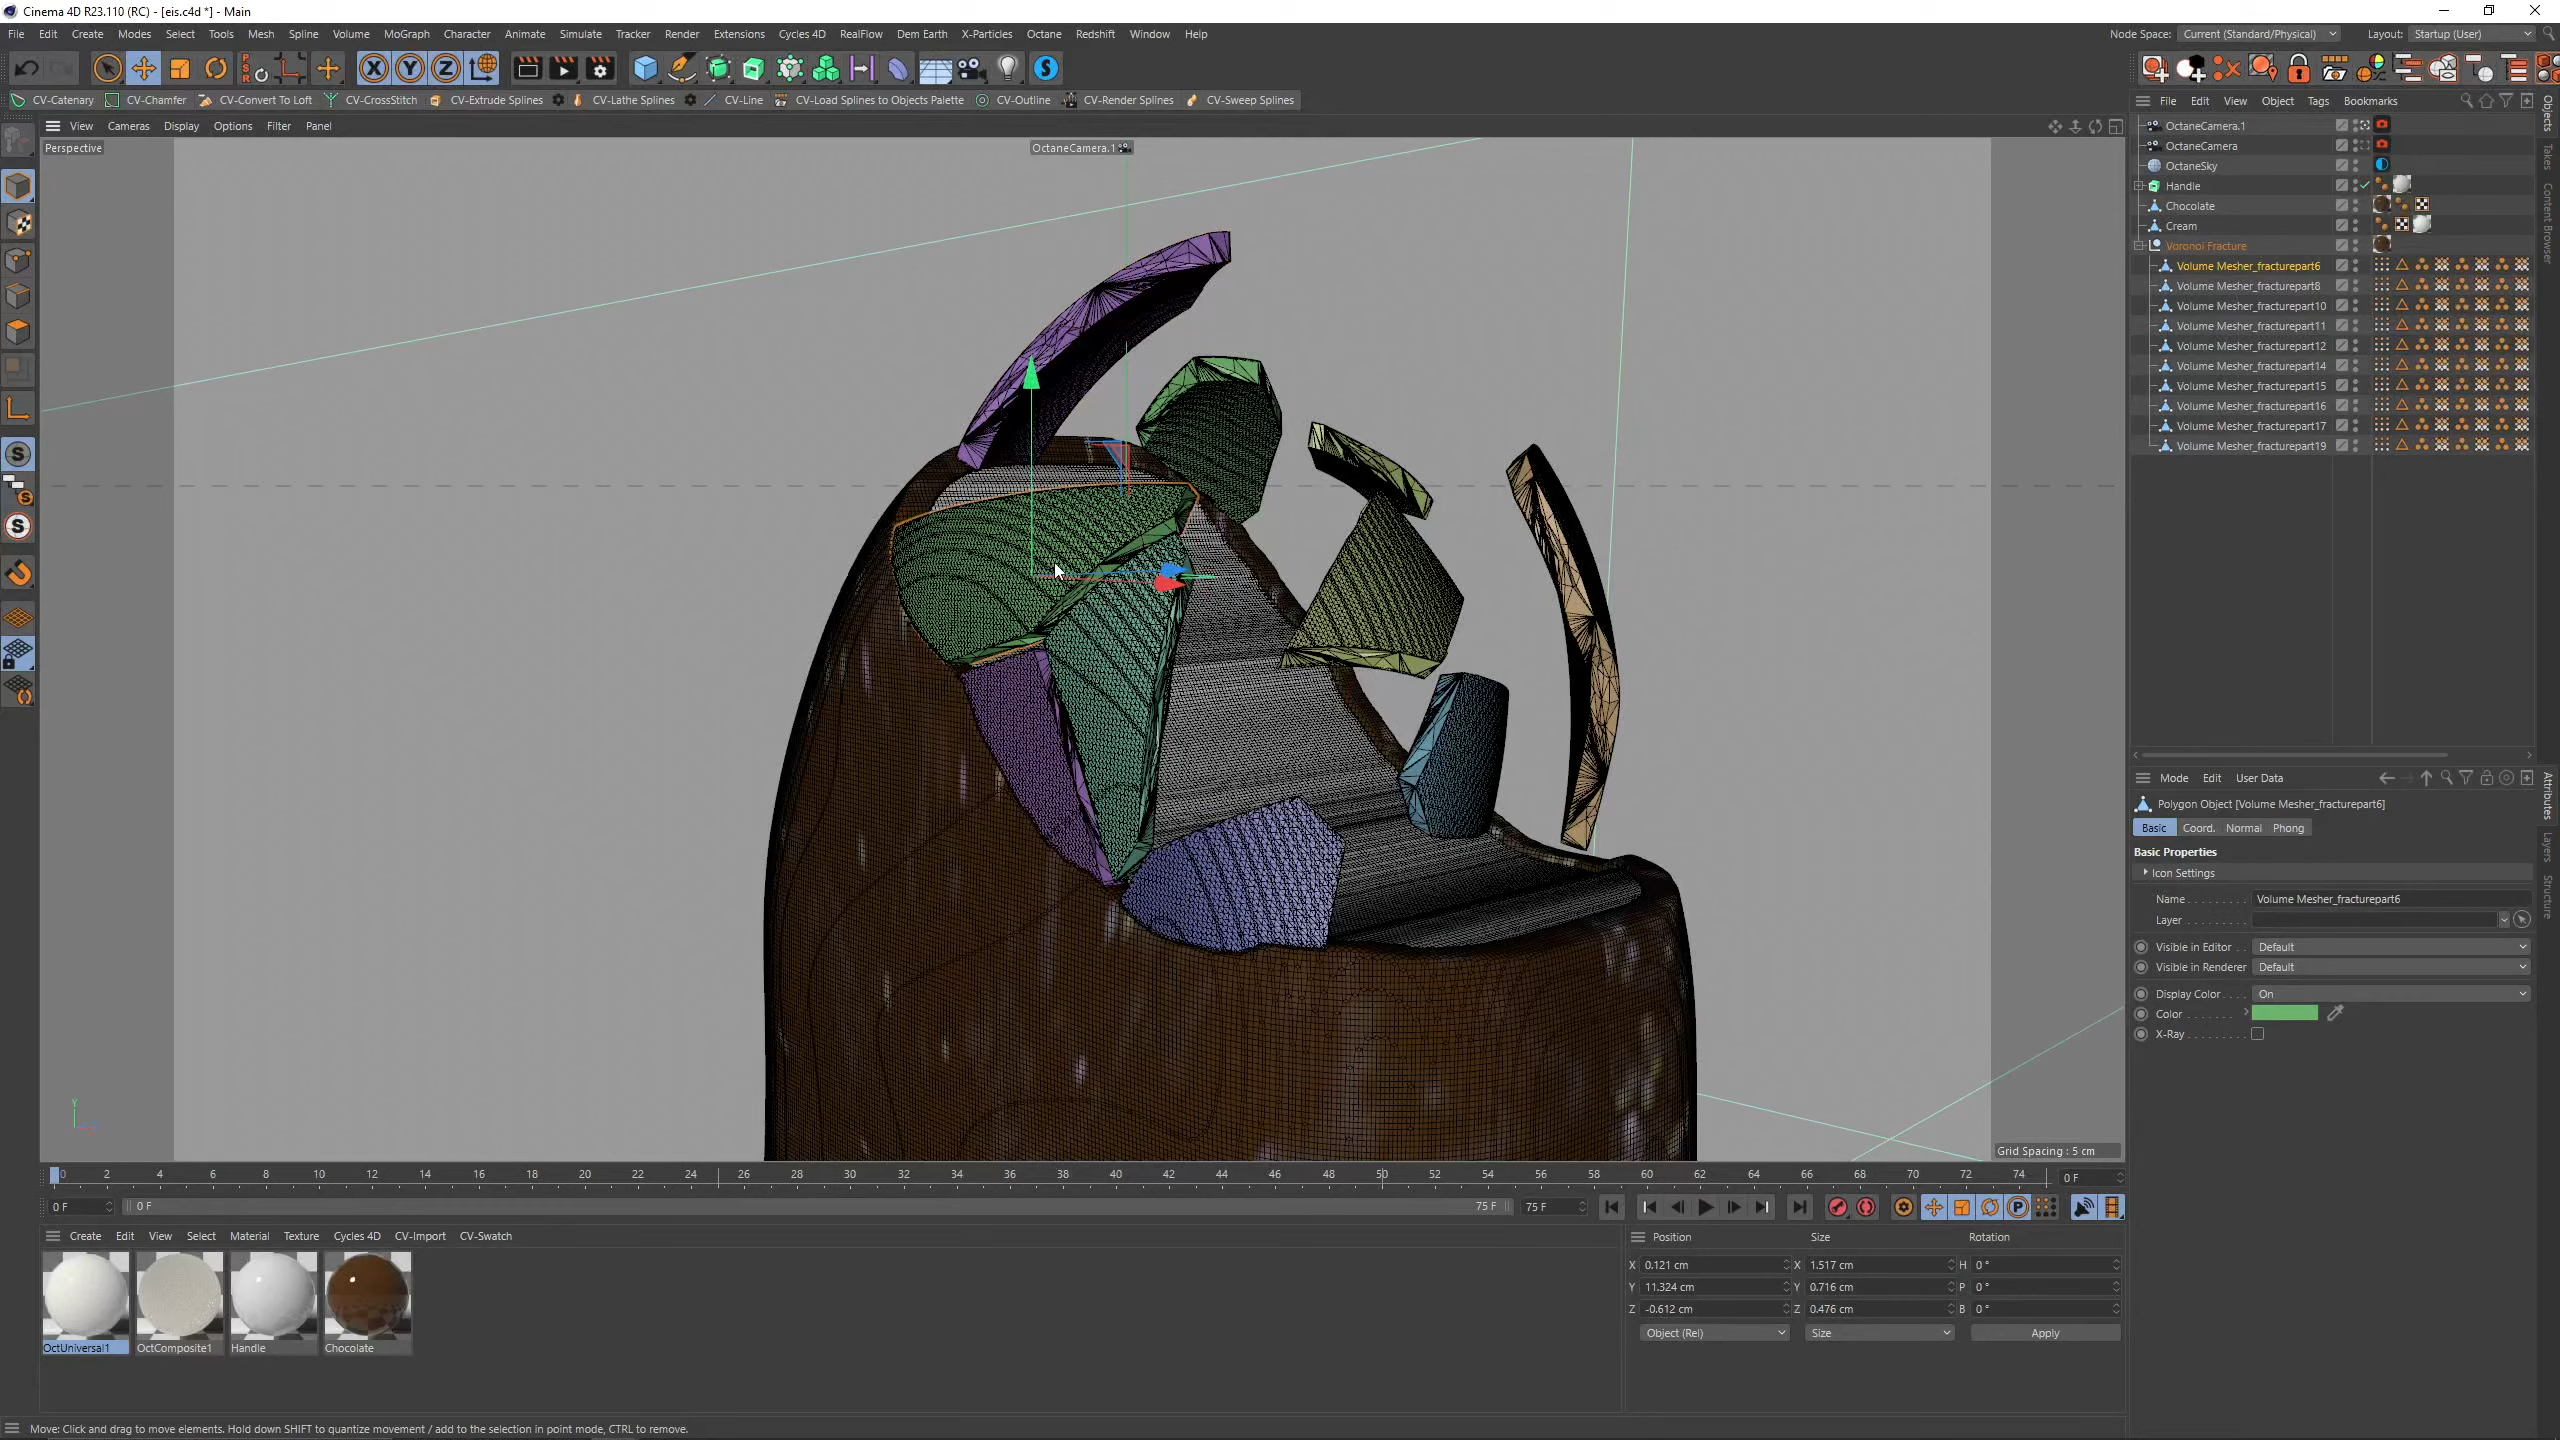 Cinema 4D R23.110 (RC) - [eis.c4d *] - Main
File Edit Create Modes Select Tools Mesh Spline Volume MoGraph Character Animate Simulate Tracker Render Extensions Cycles 4D RealFlow Dem Earth X-Particles Octane Redshift Window Help Node Space: Current (Standard/Physical) Layout: Startup (User)
CV-Catenary CV-Chamfer CV-Convert To Loft CV-CrossStitch CV-Extrude Splines CV-Lathe Splines CV-Line CV-Load Splines to Objects Palette CV-Outline CV-Render Splines CV-Sweep Splines
View Cameras Display Options Filter Panel
Perspective
OctaneCamera.1
Grid Spacing : 5 cm
File Edit View Object Tags Bookmarks
OctaneCamera.1
OctaneCamera
OctaneSky
Handle
Chocolate
Cream
Voronoi Fracture
Volume Mesher_fracturepart6
Volume Mesher_fracturepart8
Volume Mesher_fracturepart10
Volume Mesher_fracturepart11
Volume Mesher_fracturepart12
Volume Mesher_fracturepart14
Volume Mesher_fracturepart15
Volume Mesher_fracturepart16
Volume Mesher_fracturepart17
Volume Mesher_fracturepart19
Objects
Takes
Content Browser
Mode Edit User Data
Polygon Object [Volume Mesher_fracturepart6]
Basic Coord. Normal Phong
Basic Properties
Icon Settings
Name Volume Mesher_fracturepart6
Layer
Visible in Editor Default
Visible in Renderer Default
Display Color On
Color
X-Ray
Attributes
Layers
Structure
0 2 4 6 8 10 12 14 16 18 20 22 24 26 28 30 32 34 36 38 40 42 44 46 48 50 52 54 56 58 60 62 64 66 68 70 72 74 0 F
0 F 0 F 75 F 75 F
Create Edit View Select Material Texture Cycles 4D CV-Import CV-Swatch
OctUniversal1 OctComposite1 Handle Chocolate
Position Size Rotation
X 0.121 cm X 1.517 cm H 0 °
Y 11.324 cm Y 0.716 cm P 0 °
Z -0.612 cm Z 0.476 cm B 0 °
Object (Rel) Size Apply
Move: Click and drag to move elements. Hold down SHIFT to quantize movement / add to the selection in point mode, CTRL to remove.